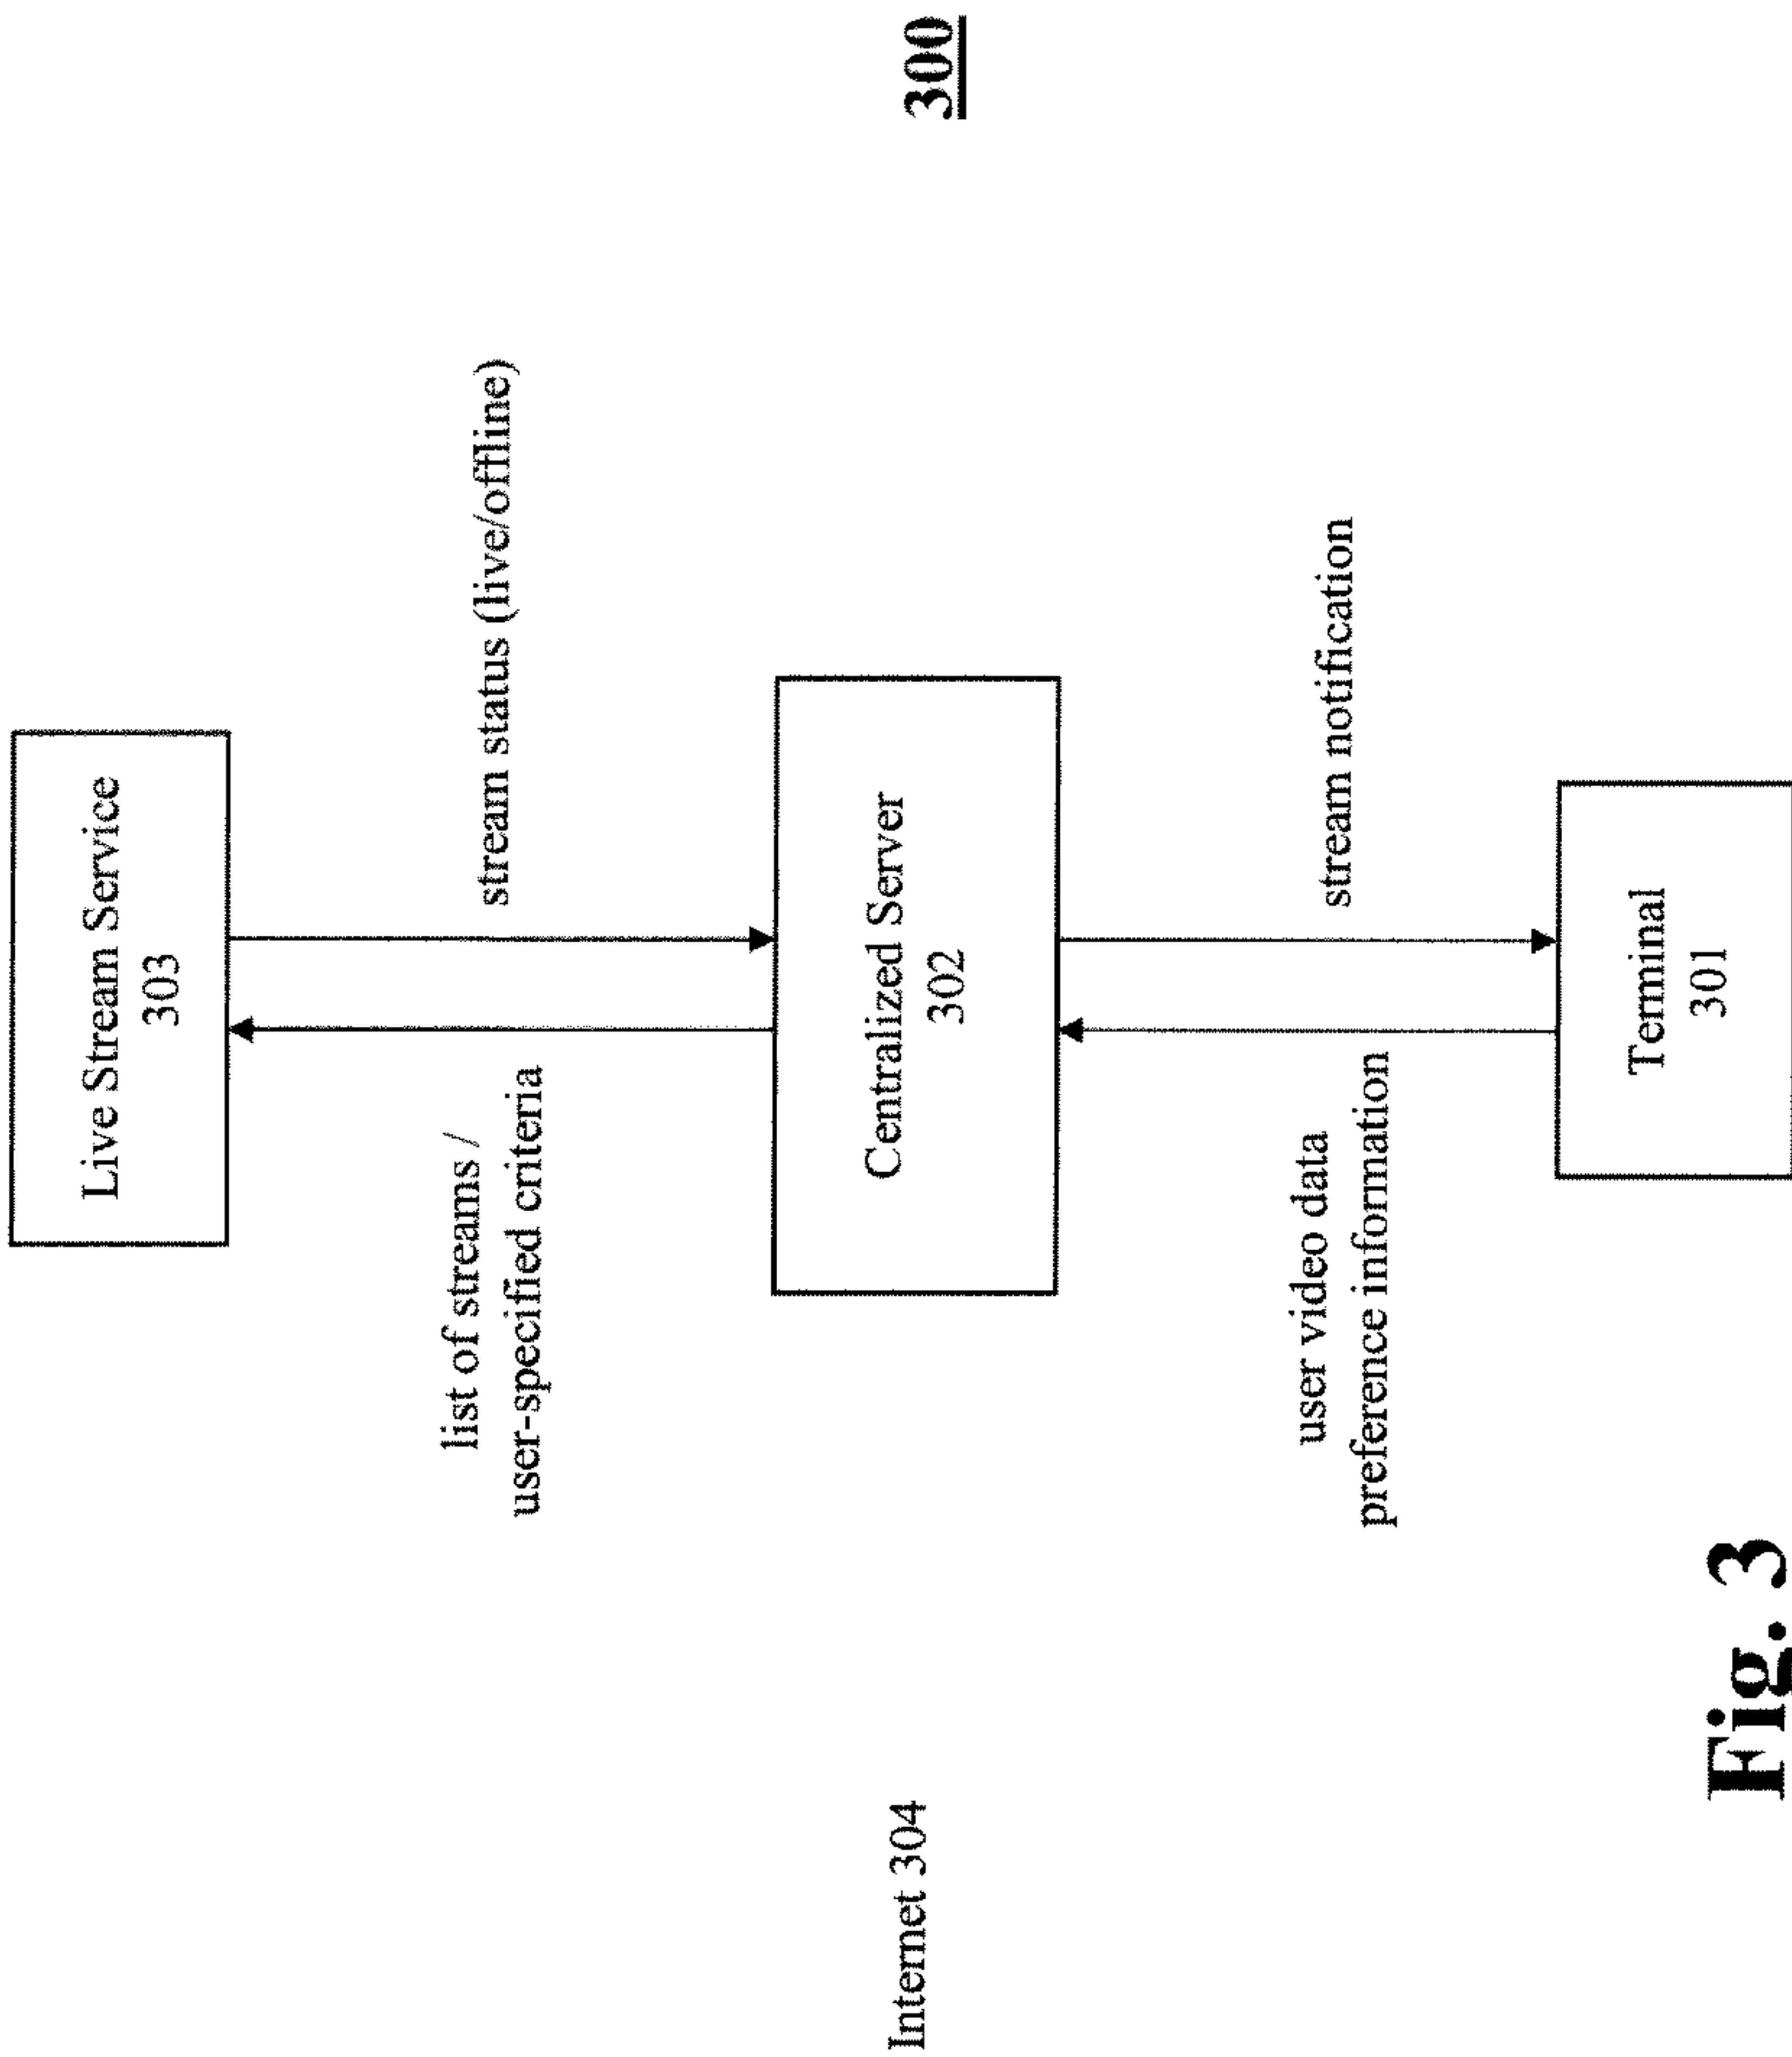 300
Live Stream Service
303
stream status (live/offline)
list of streams /
user-specified criteria
Centralized Server
302
stream notification
user video data
preference information
Terminal
301
Internet 304
Fig. 3